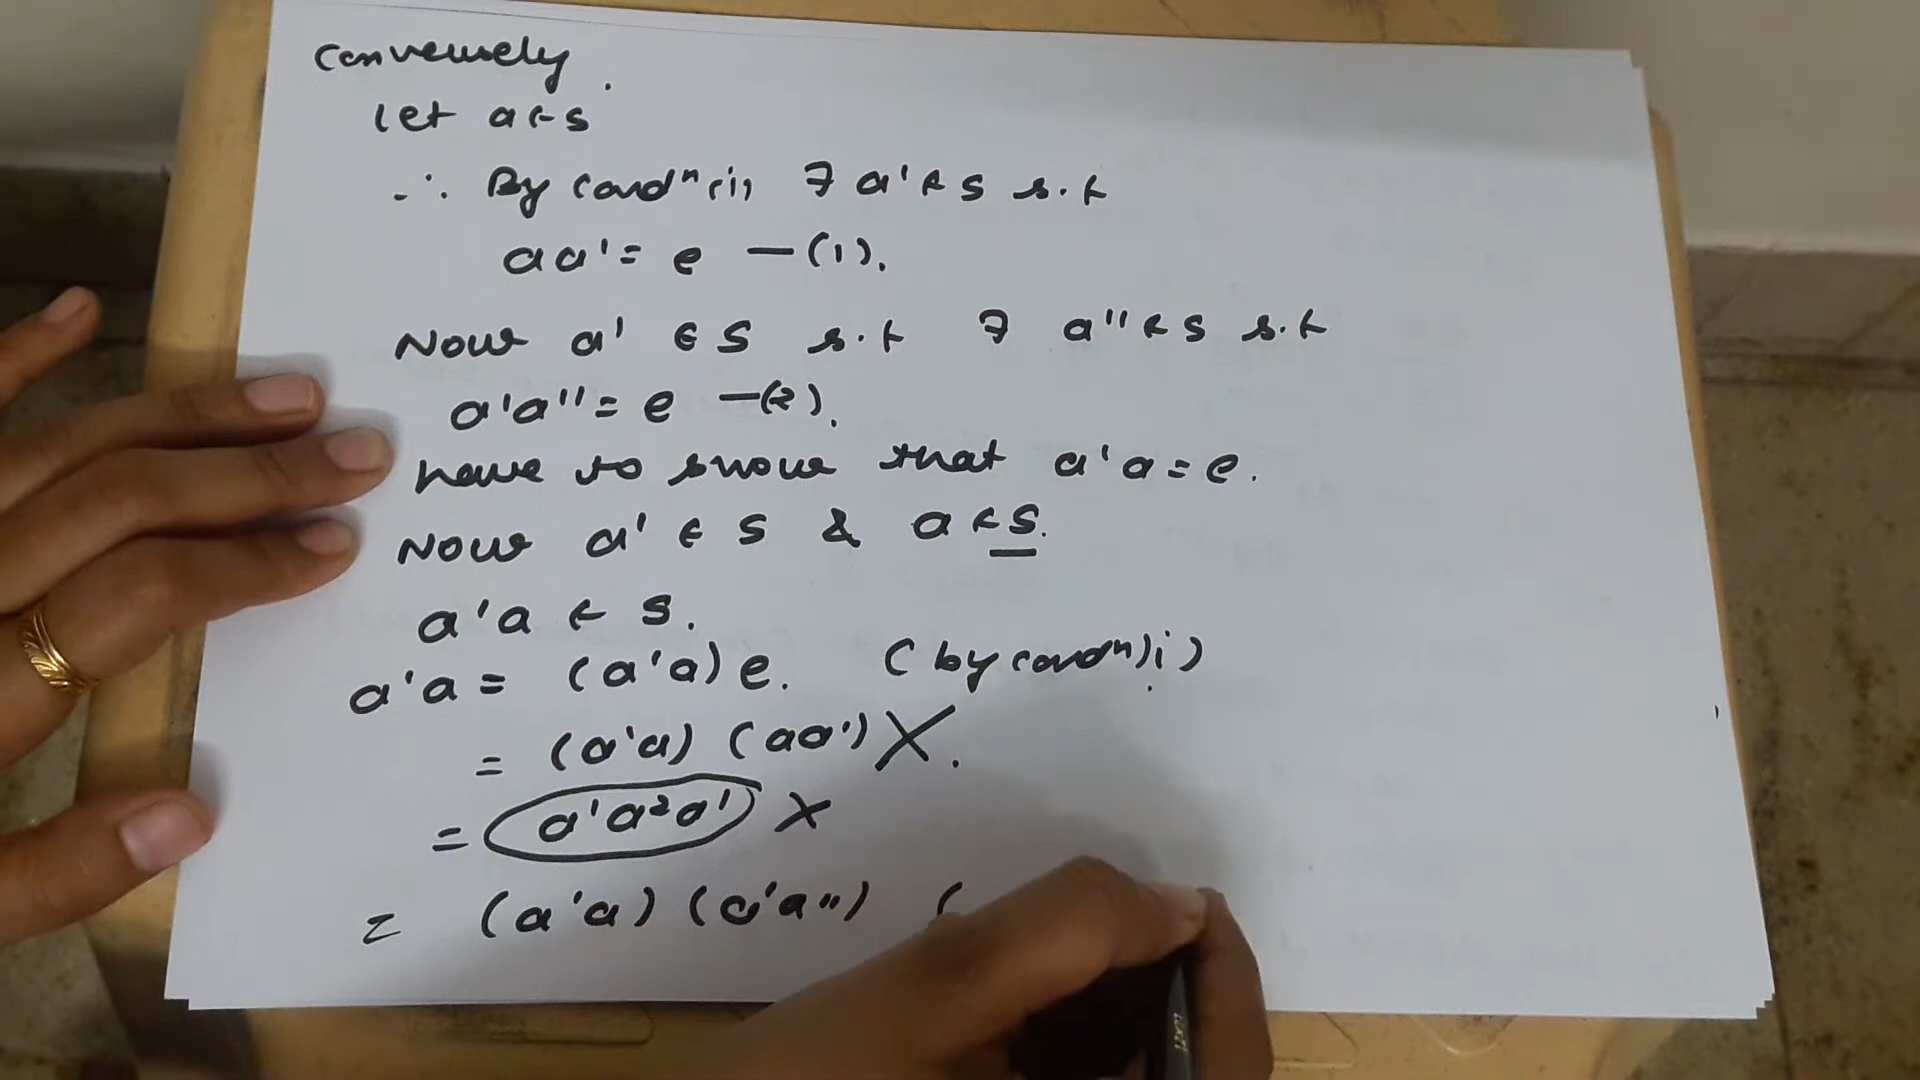 Conversely.
let a ∈ S
∴ By condⁿ (i) ∃ a' ∈ S s.t
aa' = e — (1).
Now a' ∈ S s.t ∃ a'' ∈ S s.t
a'a'' = e — (2).
have to show that a'a = e.
Now a' ∈ S & a ∈ S.
a'a ∈ S.
a'a = (a'a) e. (by condⁿ) i)
= (a'a) (aa') X.
= a'a²a' X
= (a'a) (a'a'') (